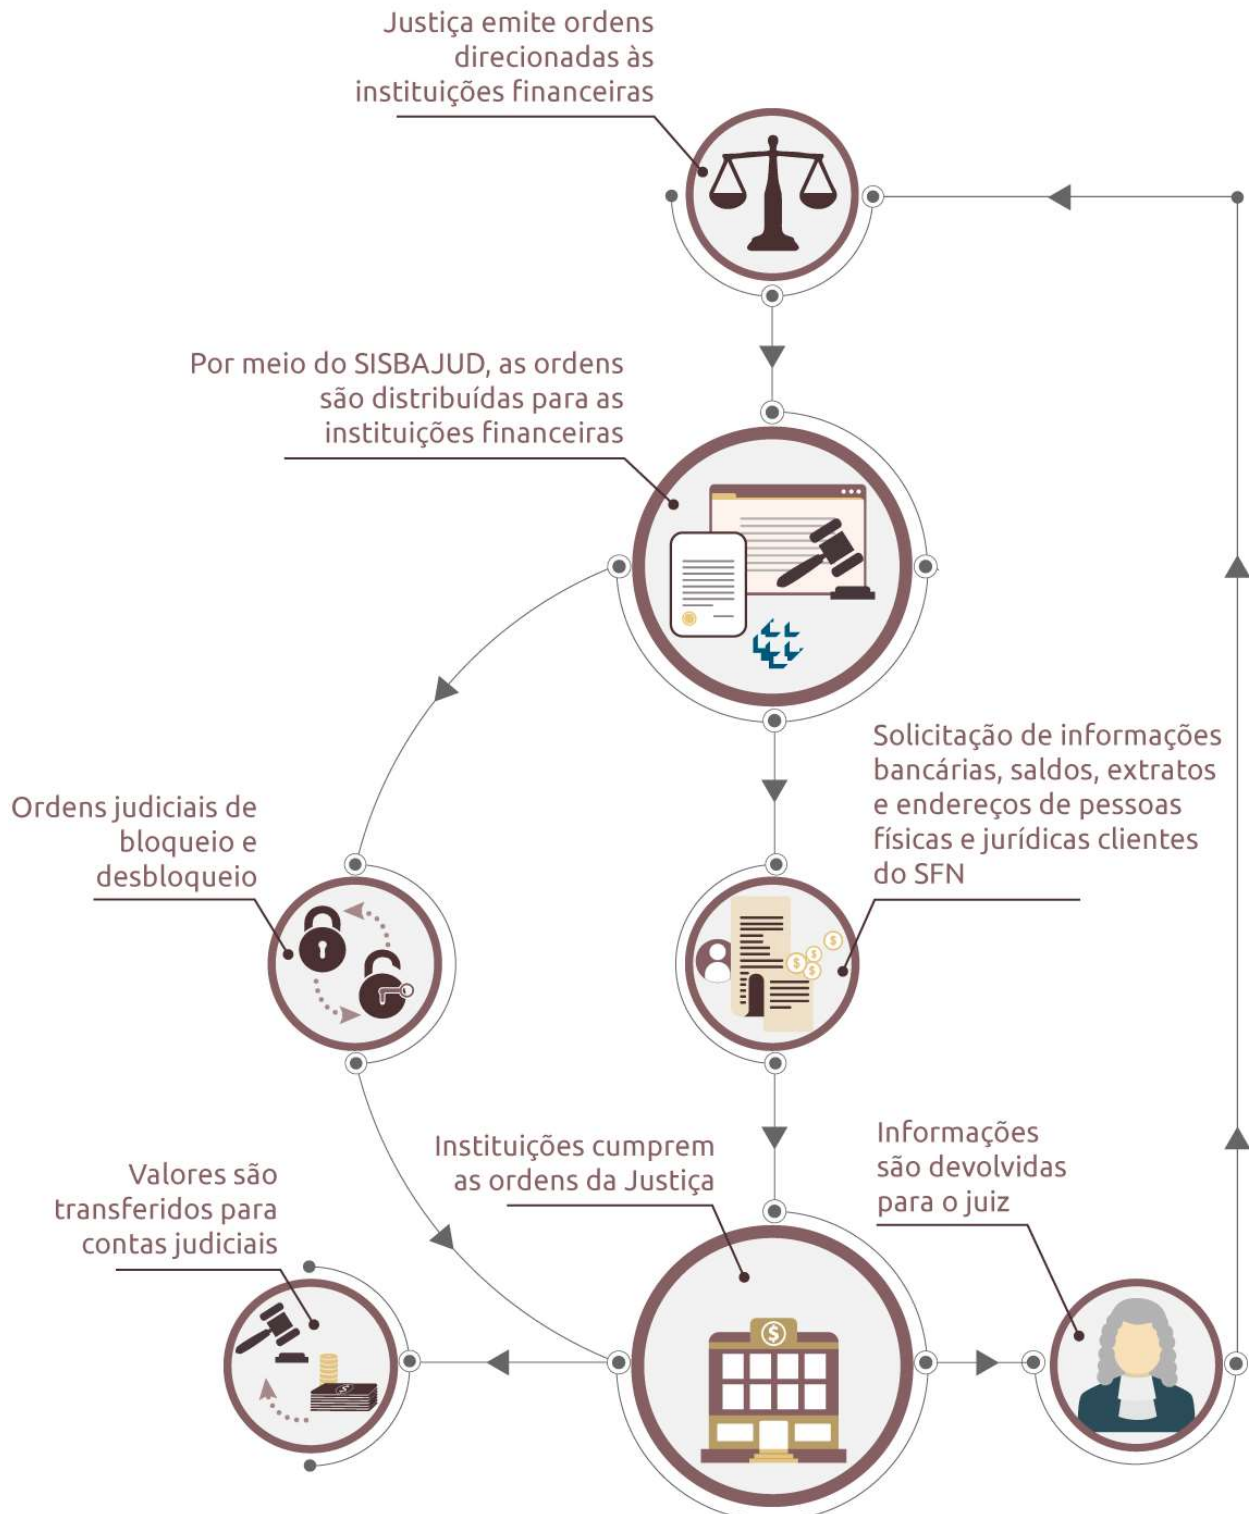 Justiça emite ordens
direcionadas às
instituições financeiras
Por meio do SISBAJUD, as ordens
são distribuídas para as
instituições financeiras
Solicitação de informações
bancárias, saldos, extratos
e endereços de pessoas
físicas e jurídicas clientes
do SFN
Ordens judiciais de
bloqueio e
desbloqueio
Instituições cumprem
as ordens da Justiça
Informações
são devolvidas
para o juiz
Valores são
transferidos para
contas judiciais